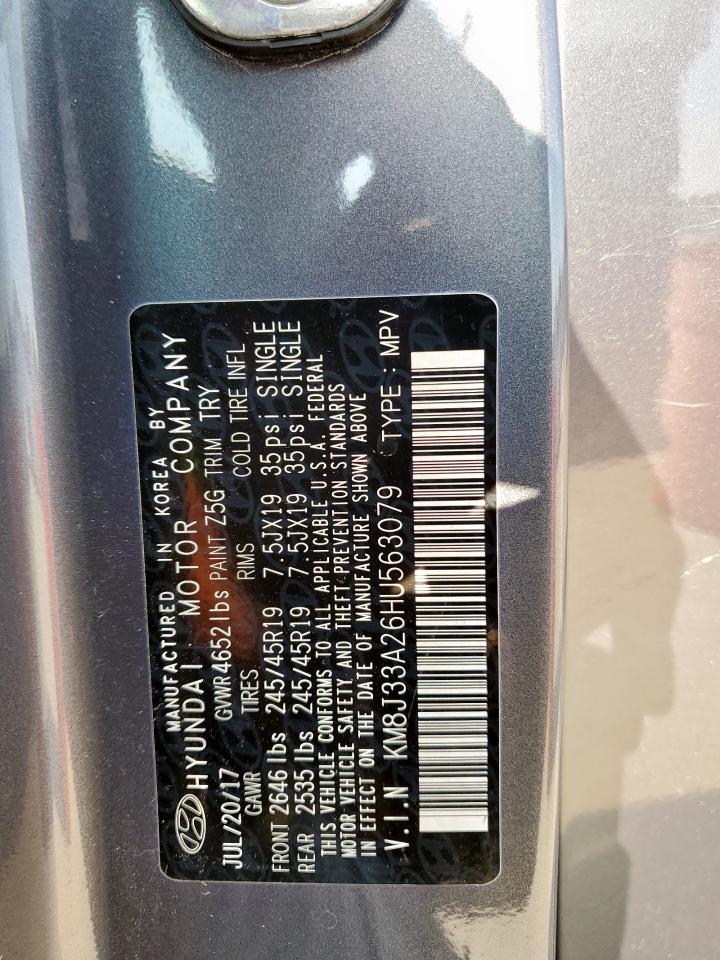 MANUFACTURED IN KOREA BY
HYUNDAI MOTOR COMPANY
JUL/20/17 GVWR4652lbs PAINT Z5G TRIM TRY
GAWR TIRES RIMS COLD TIRE INFL
FRONT 2646lbs 245/45R19 7.5JX19 35psi SINGLE
REAR 2535lbs 245/45R19 7.5JX19 35psi SINGLE
THIS VEHICLE CONFORMS TO ALL APPLICABLE U.S.A. FEDERAL
MOTOR VEHICLE SAFETY AND THEFT PREVENTION STANDARDS
IN EFFECT ON THE DATE OF MANUFACTURE SHOWN ABOVE
V.I.N KM8J33A26HU563079 TYPE : MPV